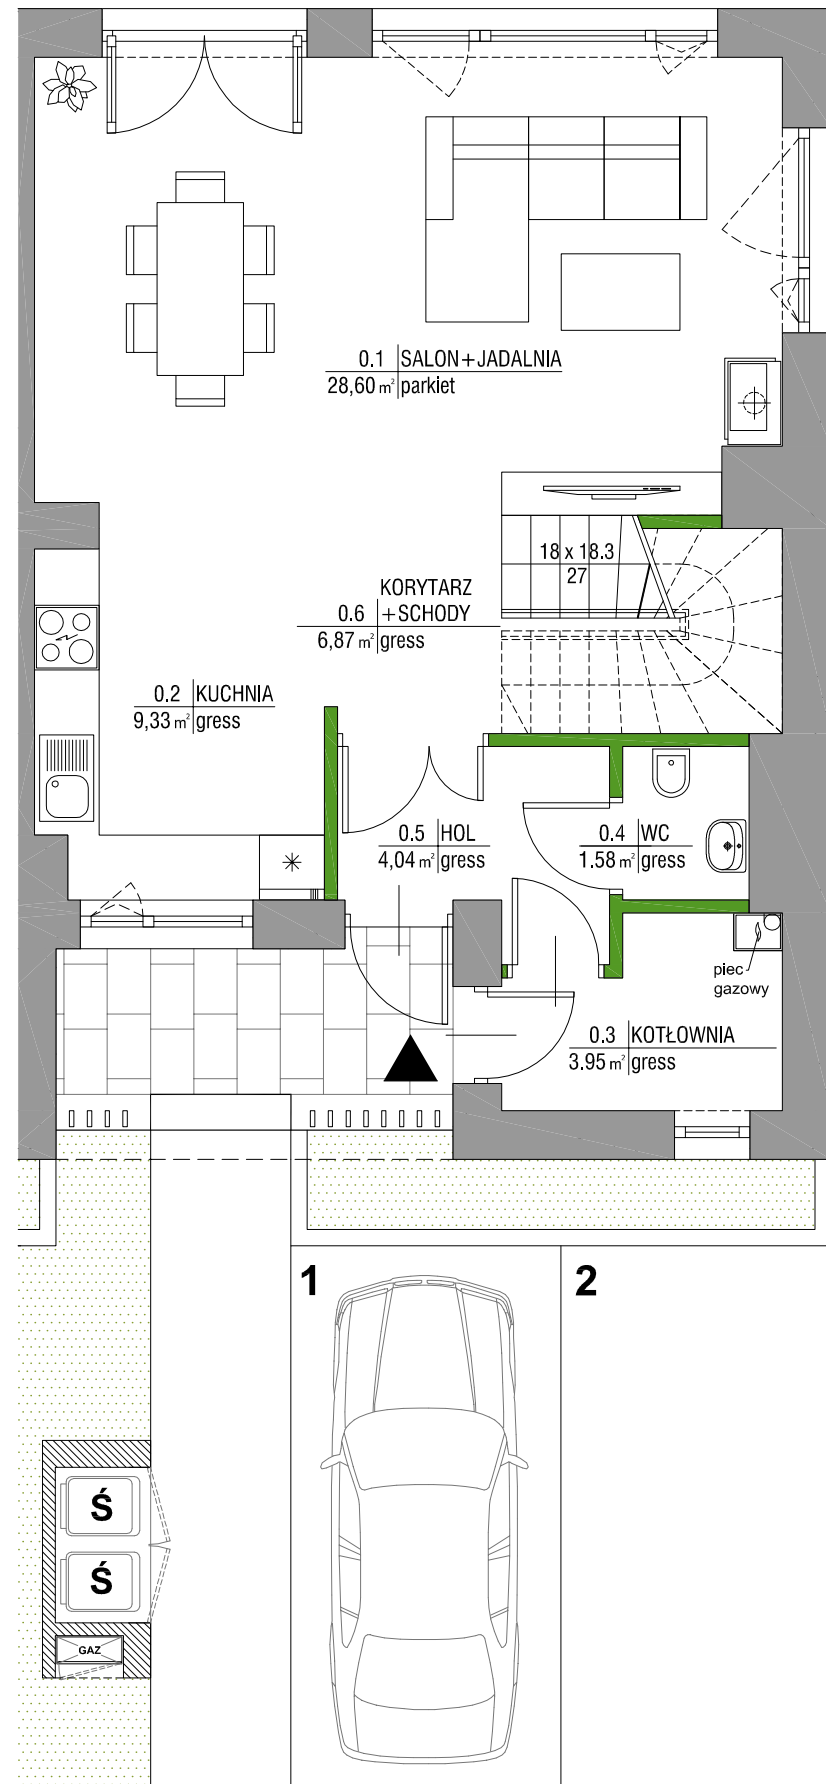 0.1 SALON+JADALNIA
28,60 m² parkiet
18 x 18.3
27
KORYTARZ
0.6 +SCHODY
6,87 m² gress
0.2 KUCHNIA
9,33 m² gress
0.5 HOL
4,04 m² gress
0.4 WC
1.58 m² gress
piec
gazowy
0.3 KOTŁOWNIA
3.95 m² gress
1
2
Ś
Ś
GAZ